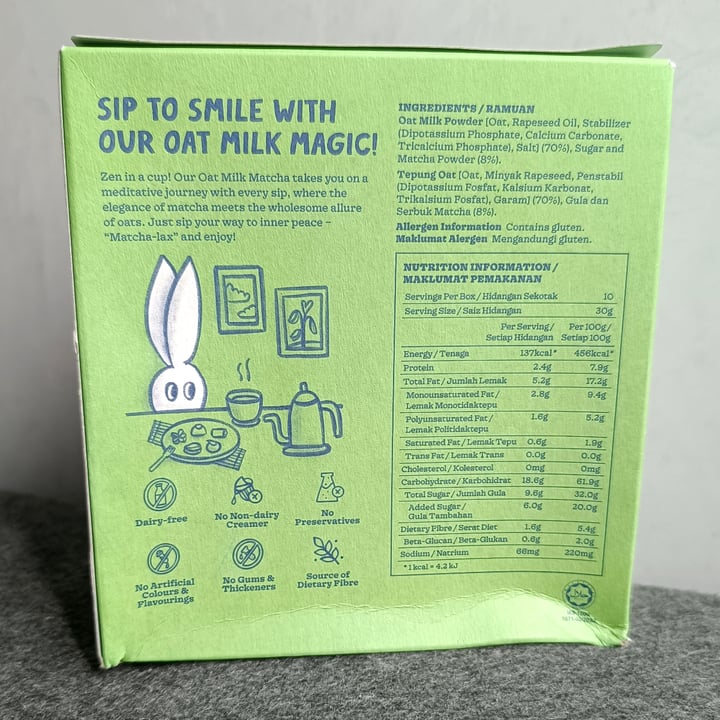 SIP TO SMILE WITH
OUR OAT MILK MAGIC!
Zen in a cup! Our Oat Milk Matcha takes you on a
meditative journey with every sip, where the
elegance of matcha meets the wholesome allure
of oats. Just sip your way to inner peace –
“Matcha-lax” and enjoy!
Dairy-free
No Non-dairy
Creamer
No
Preservatives
No Artificial
Colours &
Flavourings
No Gums &
Thickeners
Source of
Dietary Fibre
INGREDIENTS / RAMUAN
Oat Milk Powder [Oat, Rapeseed Oil, Stabilizer
(Dipotassium Phosphate, Calcium Carbonate,
Tricalcium Phosphate), Salt] (70%), Sugar and
Matcha Powder (8%).
Tepung Oat [Oat, Minyak Rapeseed, Penstabil
(Dipotassium Fosfat, Kalsium Karbonat,
Trikalsium Fosfat), Garam] (70%), Gula dan
Serbuk Matcha (8%).
Allergen Information Contains gluten.
Maklumat Alergen Mengandungi gluten.
NUTRITION INFORMATION /
MAKLUMAT PEMAKANAN
Servings Per Box / Hidangan Sekotak 10
Serving Size / Saiz Hidangan 30g
Per Serving / Per 100g /
Setiap Hidangan Setiap 100g
Energy / Tenaga 137kcal* 456kcal*
Protein 2.4g 7.9g
Total Fat / Jumlah Lemak 5.2g 17.2g
Monounsaturated Fat / 2.8g 9.4g
Lemak Monotidaktepu
Polyunsaturated Fat / 1.6g 5.2g
Lemak Politidaktepu
Saturated Fat / Lemak Tepu 0.6g 1.9g
Trans Fat / Lemak Trans 0.0g 0.0g
Cholesterol / Kolesterol 0mg 0mg
Carbohydrate / Karbohidrat 18.6g 61.9g
Total Sugar / Jumlah Gula 9.6g 32.0g
Added Sugar / 6.0g 20.0g
Gula Tambahan
Dietary Fibre / Serat Diet 1.6g 5.4g
Beta-Glucan / Beta-Glukan 0.6g 2.0g
Sodium / Natrium 66mg 220mg
*1 kcal = 4.2 kJ